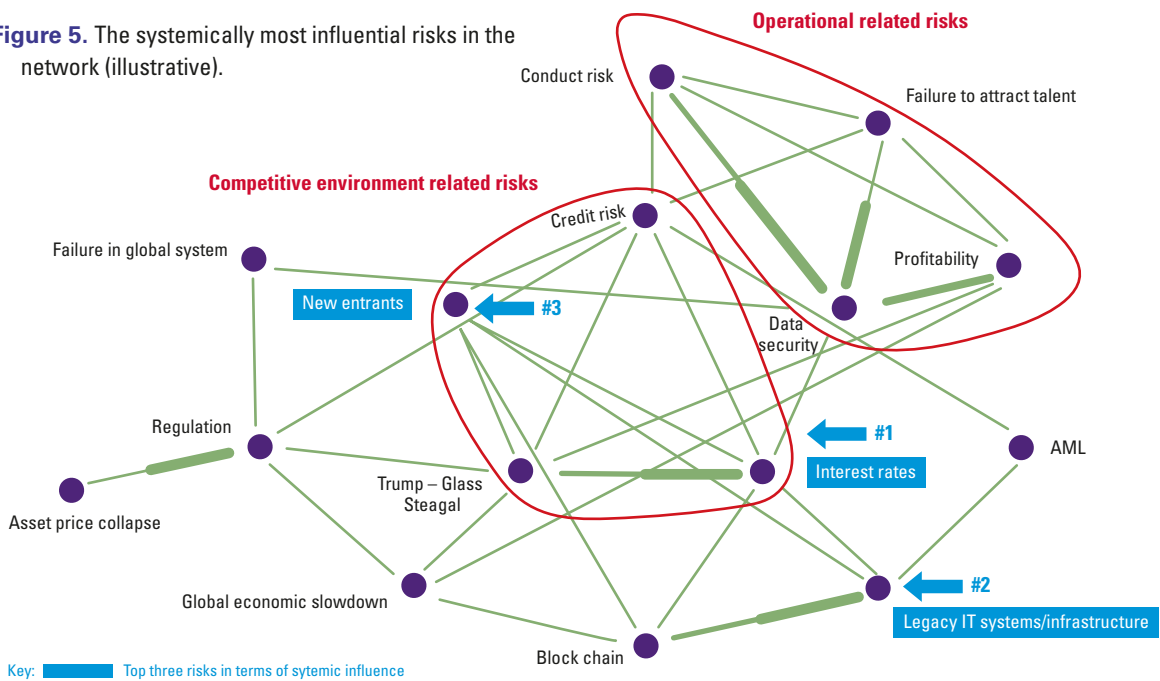 Figure 5. The systemically most influential risks in the
network (illustrative).
Operational related risks
Conduct risk
Failure to attract talent
Competitive environment related risks
Credit risk
Failure in global system
Profitability
New entrants
#3
Data
security
Regulation
#1
AML
Interest rates
Trump – Glass
Steagal
Asset price collapse
#2
Global economic slowdown
Legacy IT systems/infrastructure
Block chain
Key:
Top three risks in terms of sytemic influence